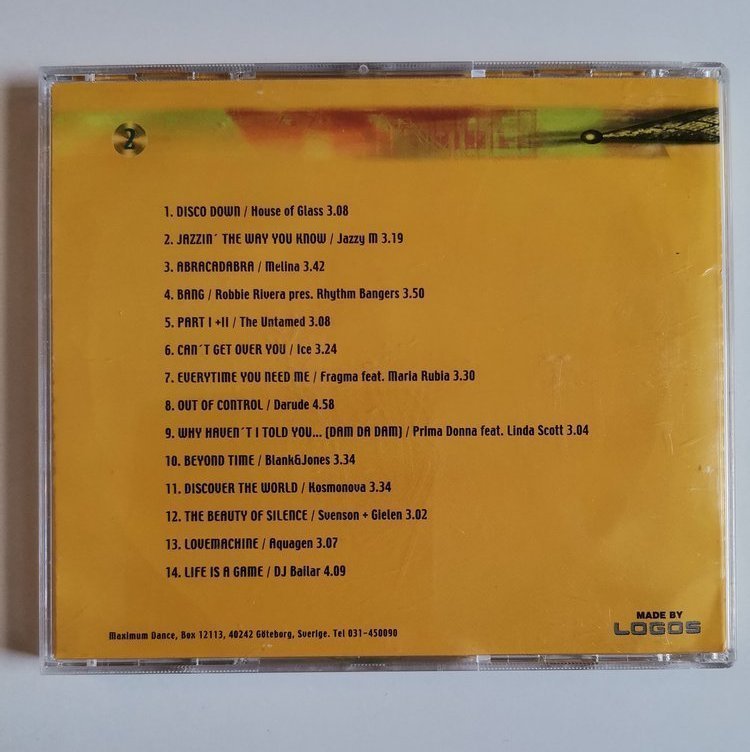 2
1. DISCO DOWN / House of Glass 3.08
2. JAZZIN´ THE WAY YOU KNOW / Jazzy M 3.19
3. ABRACADABRA / Melina 3.42
4. BANG / Robbie Rivera pres. Rhythm Bangers 3.50
5. PART I +II / The Untamed 3.08
6. CAN´T GET OVER YOU / Ice 3.24
7. EVERYTIME YOU NEED ME / Fragma feat. Maria Rubia 3.30
8. OUT OF CONTROL / Darude 4.58
9. WHY HAVEN´T I TOLD YOU... (DAM DA DAM) / Prima Donna feat. Linda Scott 3.04
10. BEYOND TIME / Blank&Jones 3.34
11. DISCOVER THE WORLD / Kosmonova 3.34
12. THE BEAUTY OF SILENCE / Svenson + Gielen 3.02
13. LOVEMACHINE / Aquagen 3.07
14. LIFE IS A GAME / DJ Bailar 4.09
MADE BY
LOGOS
Maximum Dance, Box 12113, 40242 Göteborg, Sverige. Tel 031-450090